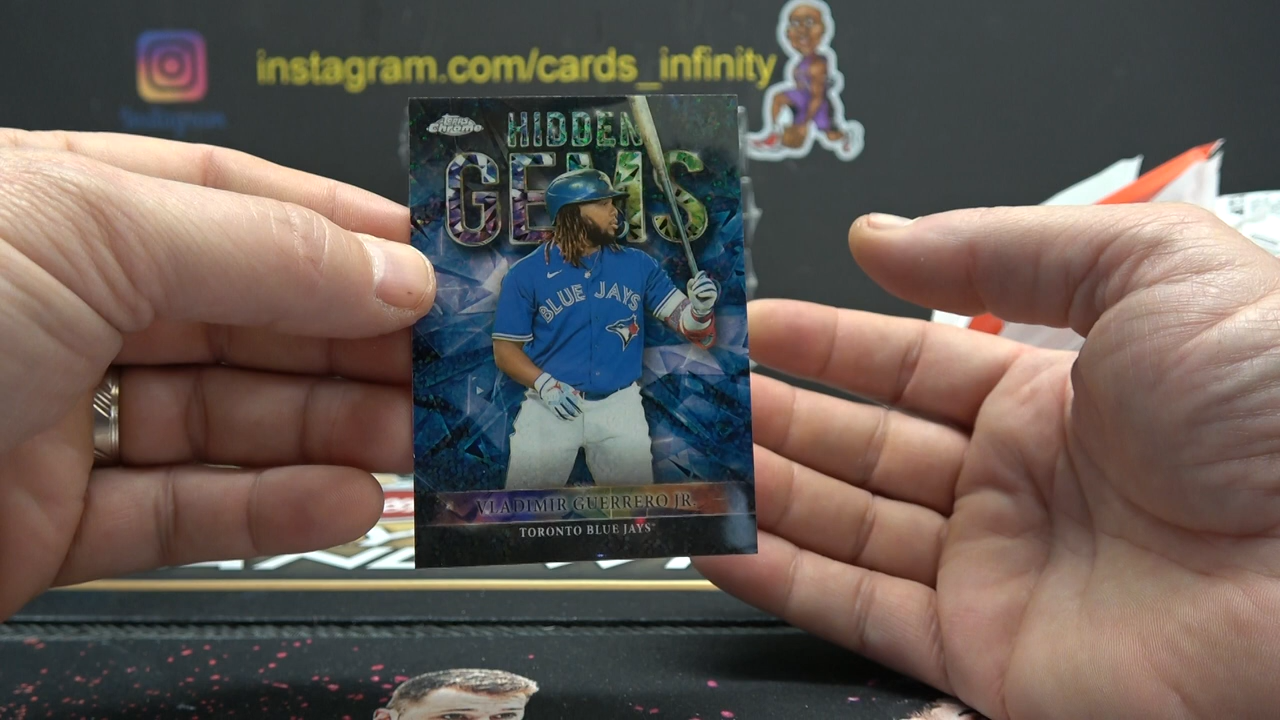 Instagram
instagram.com/cards_infinity
Topps
Chrome
HIDDEN
GEMS
BLUE JAYS
VLADIMIR GUERRERO JR.
TORONTO BLUE JAYS